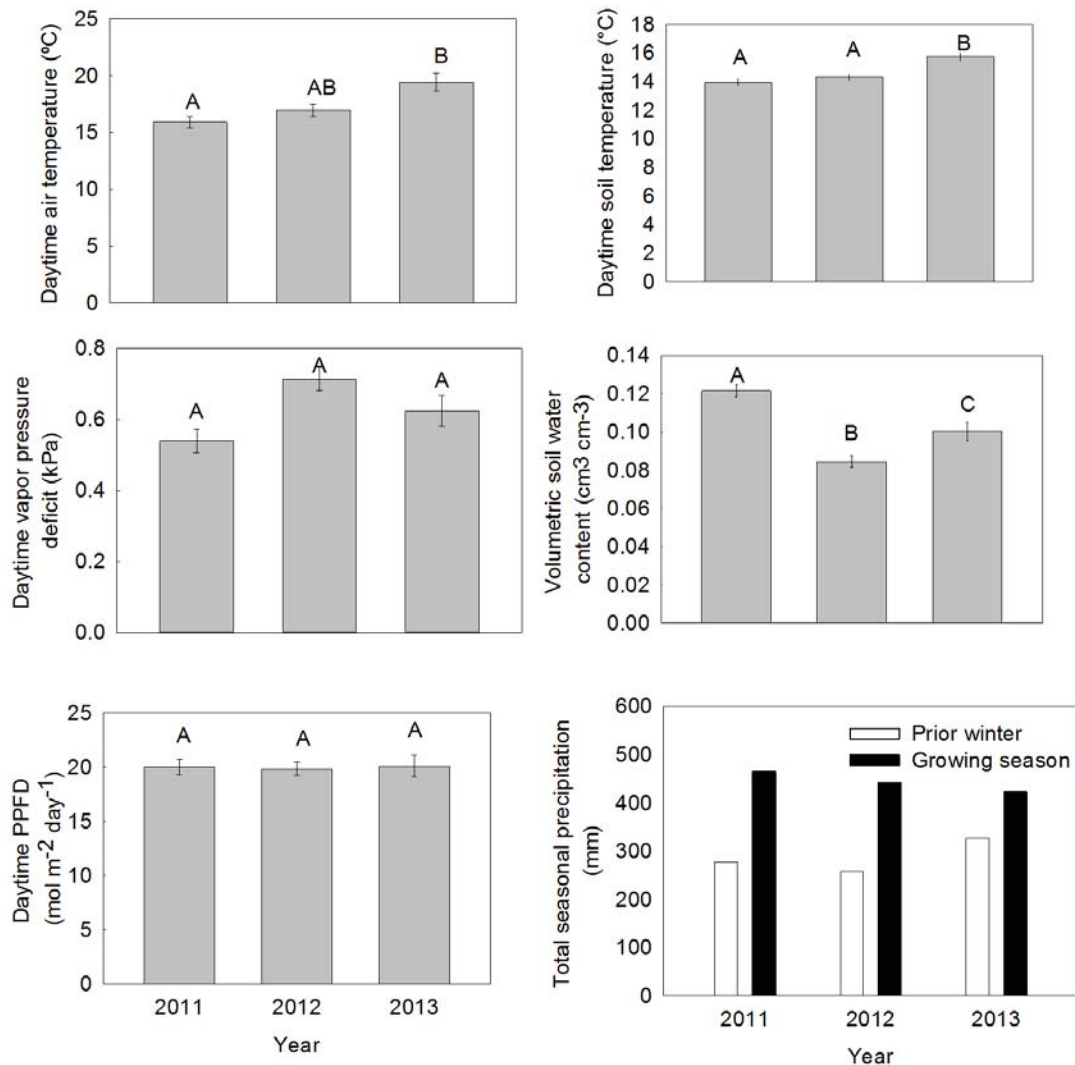 Daytime air temperature (ºC)
25
20
15
10
5
0
A
AB
B
Daytime soil temperature (°C)
18
16
14
12
10
8
6
4
2
0
A
A
B
Daytime vapor pressure
deficit (kPa)
0.8
0.6
0.4
0.2
0.0
A
A
A
Volumetric soil water
content (cm3 cm-3)
0.14
0.12
0.10
0.08
0.06
0.04
0.02
0.00
A
B
C
Daytime PPFD
(mol m⁻² day⁻¹)
25
20
15
10
5
0
A
A
A
2011
2012
2013
Year
Total seasonal precipitation
(mm)
600
500
400
300
200
100
0
Prior winter
Growing season
2011
2012
2013
Year